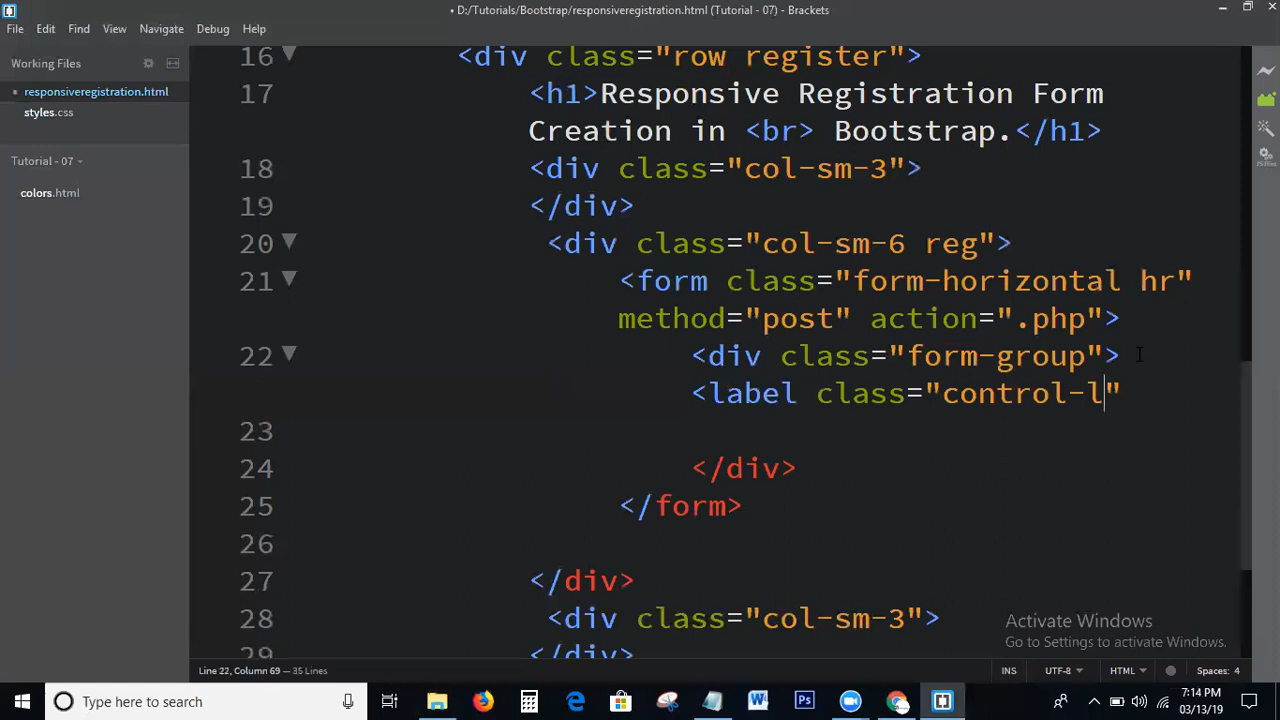 • D:/Tutorials/Bootstrap/responsiveregistration.html (Tutorial - 07) - Brackets
File Edit Find View Navigate Debug Help
Working Files
• responsiveregistration.html
styles.css
Tutorial - 07
colors.html
16 <div class="row register">
17 <h1>Responsive Registration Form
Creation in <br> Bootstrap.</h1>
18 <div class="col-sm-3">
19 </div>
20 <div class="col-sm-6 reg">
21 <form class="form-horizontal hr"
method="post" action=".php">
22 <div class="form-group">
<label class="control-l"
23
24 </div>
25 </form>
26
27 </div>
28 <div class="col-sm-3">
29 </div>
Activate Windows
Go to Settings to activate Windows.
Line 22, Column 69 — 35 Lines
INS UTF-8 HTML Spaces: 4
Type here to search
7:14 PM
03/13/19